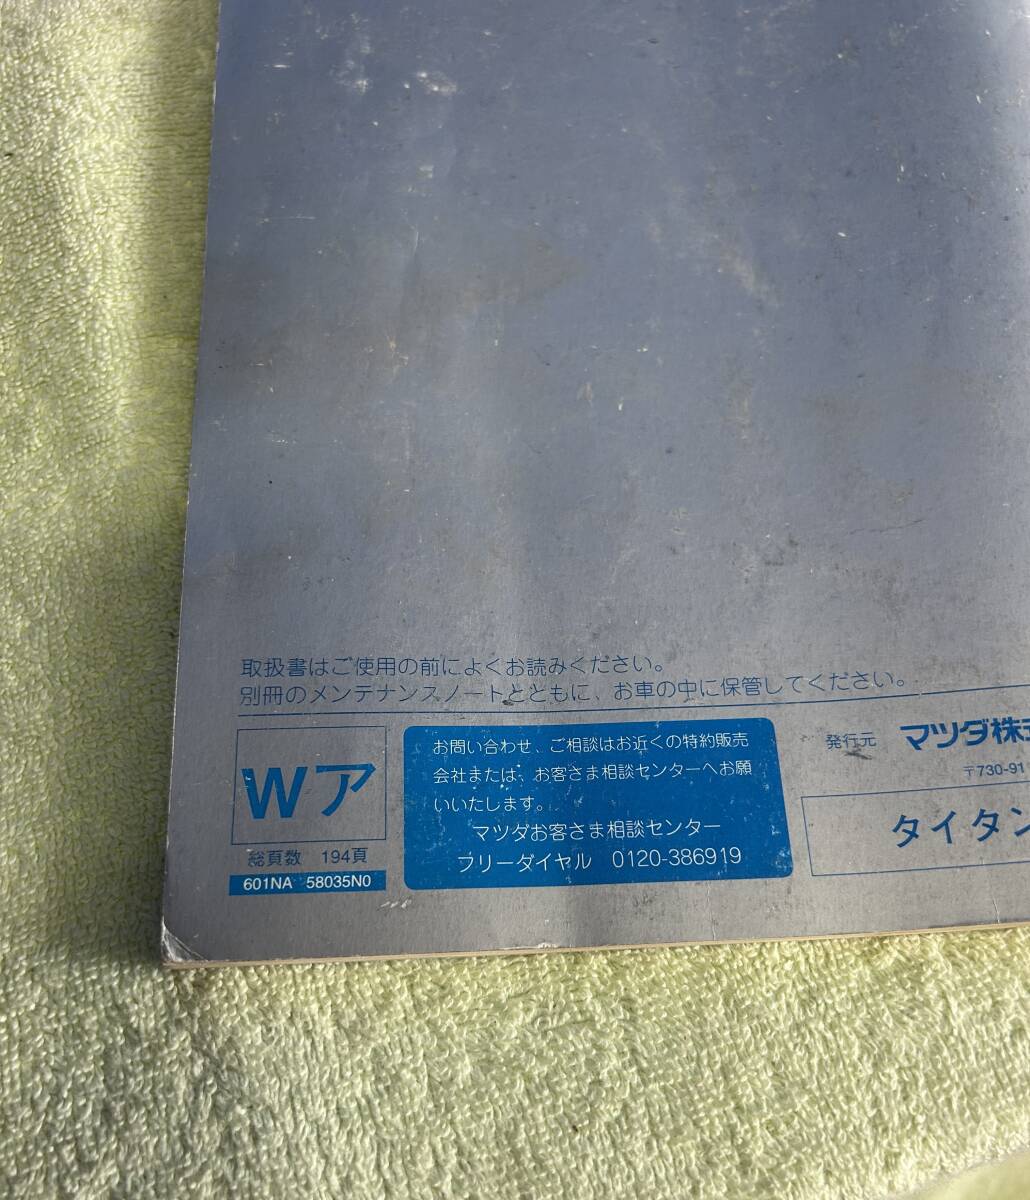 取扱書はご使用の前によくお読みください。
別冊のメンテナンスノートとともに、お車の中に保管してください。
Wア
総頁数 194頁
601NA 58035N0
お問い合わせ、ご相談はお近くの特約販売
会社または、お客さま相談センターへお願
いいたします。
マツダお客さま相談センター
フリーダイヤル 0120-386919
発行元 マツダ株式
〒730-91
タイタン